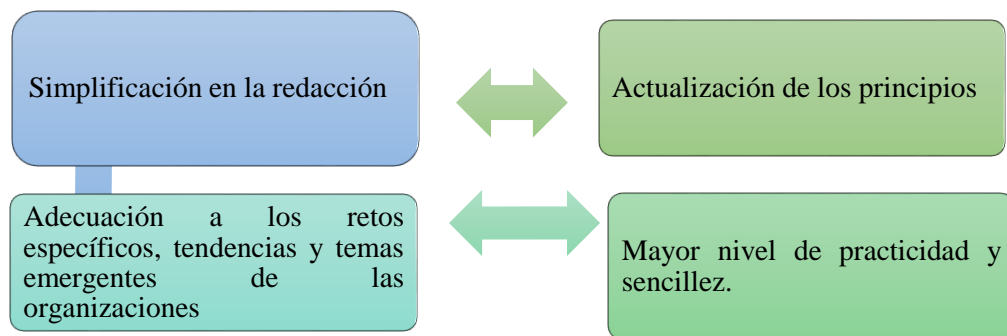 Simplificación en la redacción
Actualización de los principios
Adecuación a los retos
específicos, tendencias y temas
emergentes de las
organizaciones
Mayor nivel de practicidad y
sencillez.